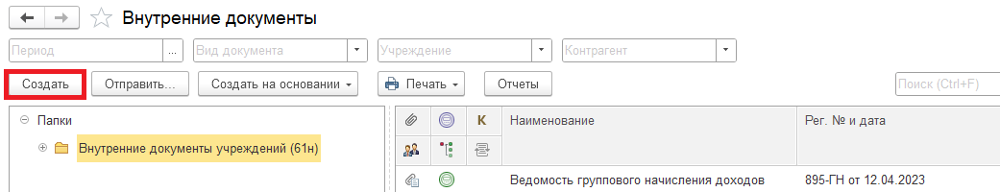 Внутренние документы
Период ... Вид документа Учреждение Контрагент
Создать Отправить... Создать на основании Печать Отчеты Поиск (Ctrl+F)
Папки
Внутренние документы учреждений (61н)
К Наименование Рег. № и дата
Ведомость группового начисления доходов 895-ГН от 12.04.2023